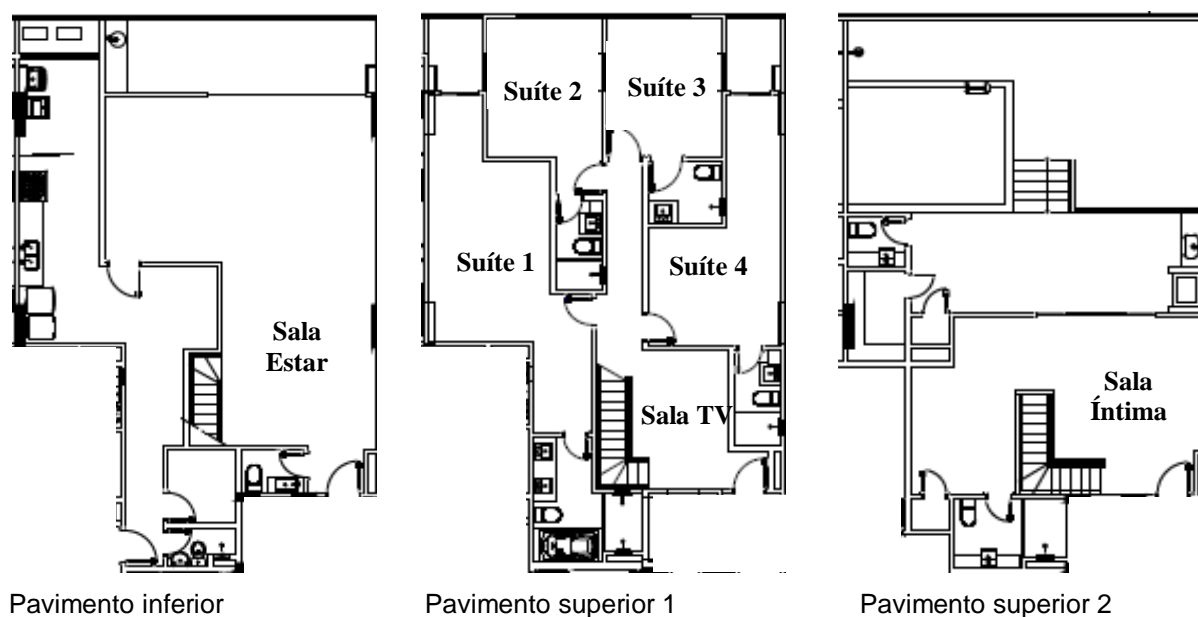 Suíte 2
Suíte 3
Suíte 1
Suíte 4
Sala
Estar
Sala TV
Sala
Íntima
Pavimento inferior
Pavimento superior 1
Pavimento superior 2